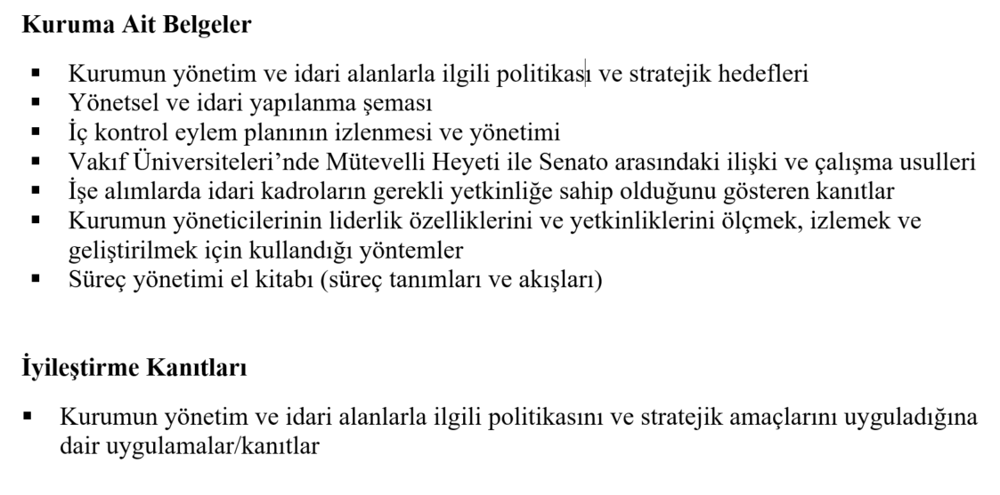 Kuruma Ait Belgeler
▪ Kurumun yönetim ve idari alanlarla ilgili politikası ve stratejik hedefleri
▪ Yönetsel ve idari yapılanma şeması
▪ İç kontrol eylem planının izlenmesi ve yönetimi
▪ Vakıf Üniversiteleri’nde Mütevelli Heyeti ile Senato arasındaki ilişki ve çalışma usulleri
▪ İşe alımlarda idari kadroların gerekli yetkinliğe sahip olduğunu gösteren kanıtlar
▪ Kurumun yöneticilerinin liderlik özelliklerini ve yetkinliklerini ölçmek, izlemek ve
geliştirilmek için kullandığı yöntemler
▪ Süreç yönetimi el kitabı (süreç tanımları ve akışları)
İyileştirme Kanıtları
▪ Kurumun yönetim ve idari alanlarla ilgili politikasını ve stratejik amaçlarını uyguladığına
dair uygulamalar/kanıtlar